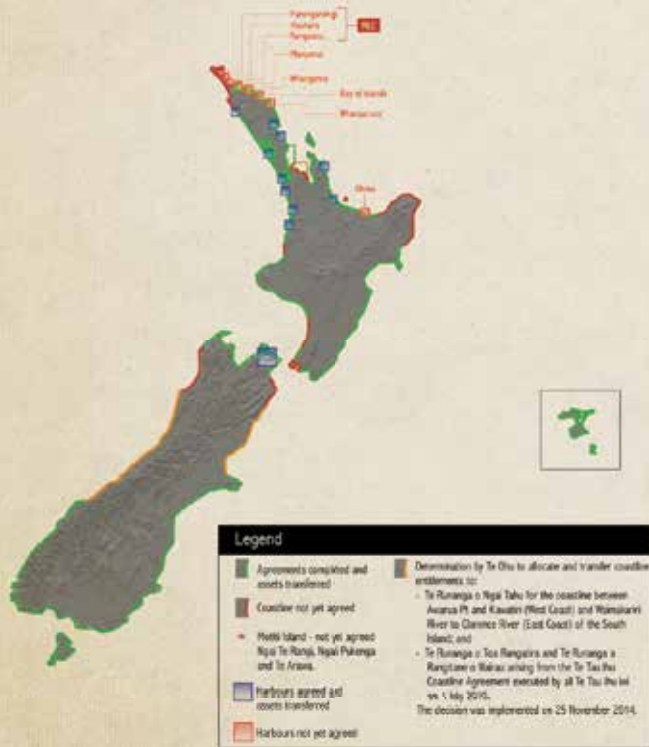 Parengarenga
Houhora
Rangaunu
Mangonui
Whangaroa
Bay of Islands
Whangaruru
Ohiwa
Legend
Agreements completed and
assets transferred
Coastline not yet agreed
Motiti Island - not yet agreed
Ngai Te Rangi, Ngati Pukenga
and Te Arawa.
Harbours agreed and
assets transferred
Harbours not yet agreed
Determination by Te Ohu to allocate and transfer coastline
entitlements to:
- Te Runanga o Ngai Tahu for the coastline between
Awarua Pt and Kawatiri (West Coast) and Waimakariri
River to Clarence River (East Coast) of the South
Island; and
- Te Runanga o Toa Rangatira and Te Runanga a
Rangitane o Wairau arising from the Te Tau Ihu
Coastline Agreement executed by all Te Tau Ihu iwi
on 1 July 2010.
The decision was implemented on 25 November 2014.